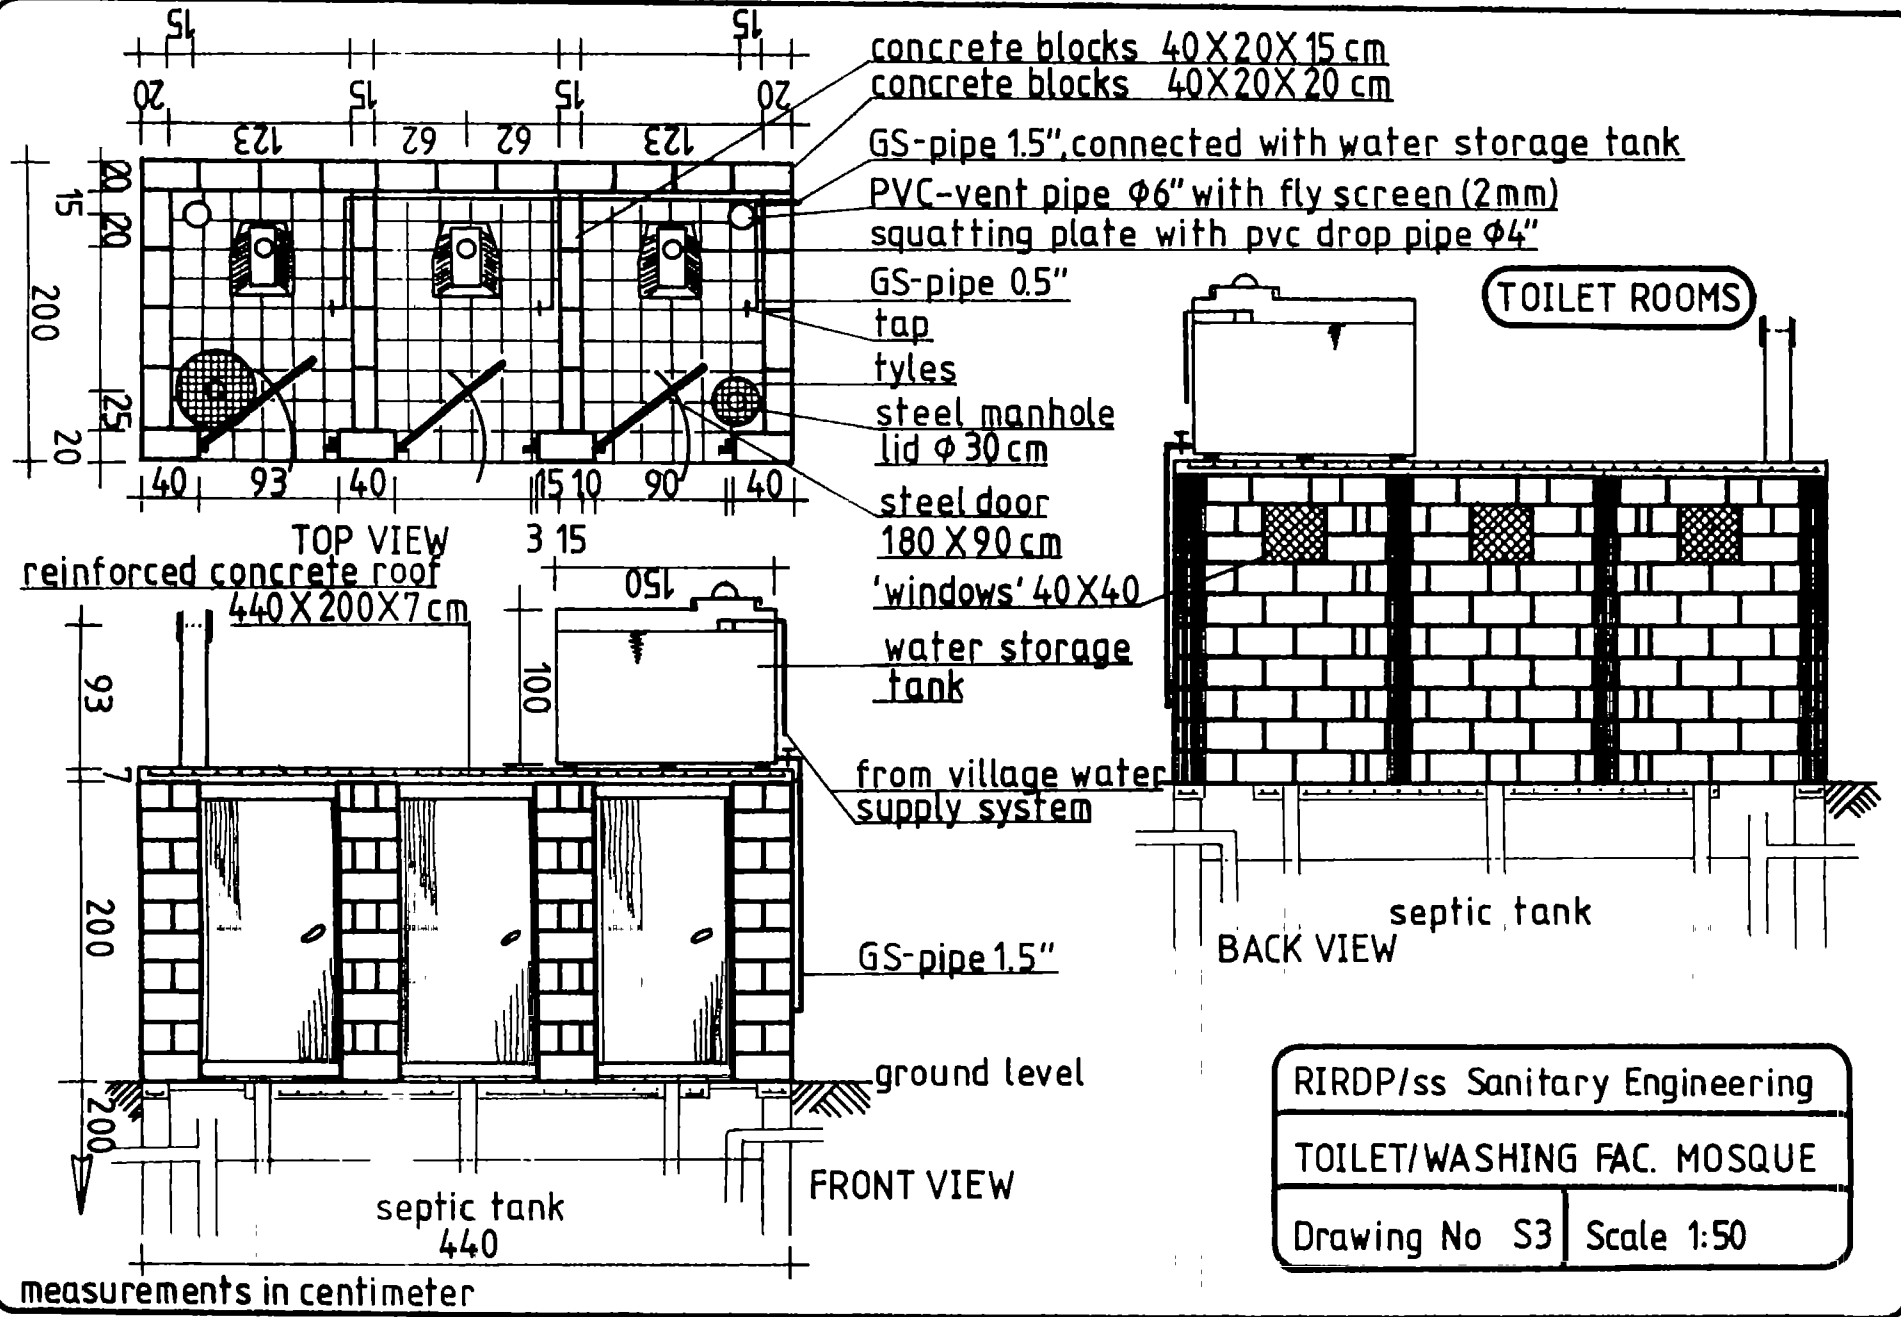 15 15
20 15 15 20
123 62 62 123
20
15
20
200
125
20
40 93 40 15 10 90 40
3 15
TOP VIEW
concrete blocks 40X20X15 cm
concrete blocks 40X20X20 cm
GS-pipe 1.5", connected with water storage tank
PVC-vent pipe ϕ6" with fly screen (2mm)
squatting plate with pvc drop pipe ϕ4"
GS-pipe 0.5"
tap
tyles
steel manhole
lid ϕ 30 cm
steel door
180 X 90 cm
'windows' 40X40
water storage
tank
from village water
supply system
GS-pipe 1.5"
ground level
reinforced concrete roof
440X200X7 cm
150
100
93
7
200
200
septic tank
440
FRONT VIEW
measurements in centimeter
TOILET ROOMS
septic tank
BACK VIEW
RIRDP/ss Sanitary Engineering
TOILET/WASHING FAC. MOSQUE
Drawing No S3 Scale 1:50